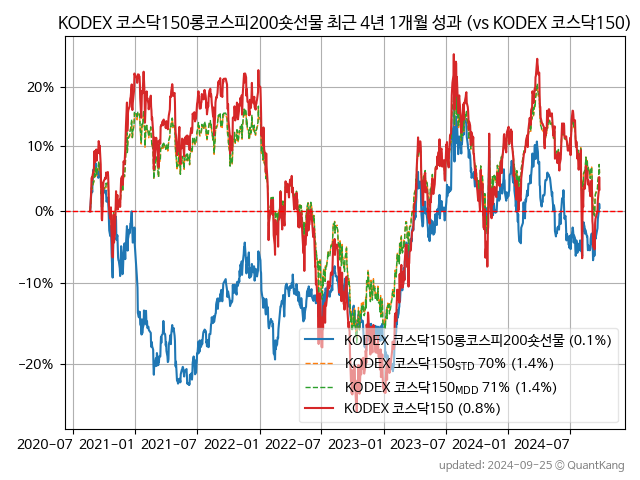 KODEX 코스닥150롱코스피200숏선물 최근 4년 1개월 성과 (vs KODEX 코스닥150)
20%
10%
0%
−10%
−20%
KODEX 코스닥150롱코스피200숏선물 (0.1%)
KODEX 코스닥150STD 70% (1.4%)
KODEX 코스닥150MDD 71% (1.4%)
KODEX 코스닥150 (0.8%)
2020-07 2021-01 2021-07 2022-01 2022-07 2023-01 2023-07 2024-01 2024-07
updated: 2024-09-25 ⓒ QuantKang